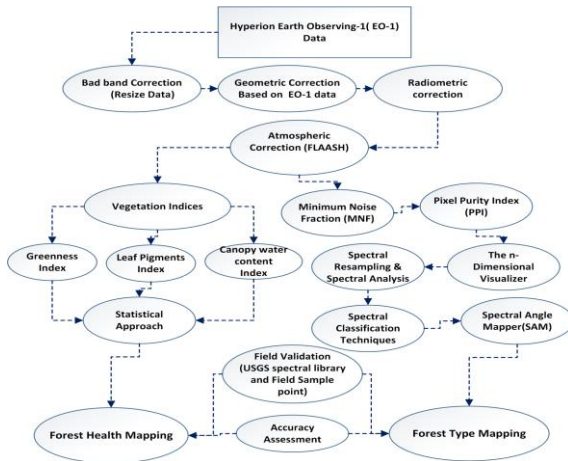 Hyperion Earth Observing-1( EO-1)
Data
Bad band Correction
(Resize Data)
Geometric Correction
Based on EO-1 data
Radiometric
correction
Atmospheric
Correction (FLAASH)
Vegetation Indices
Minimum Noise
Fraction (MNF)
Pixel Purity Index
(PPI)
Greenness
Index
Leaf Pigments
Index
Canopy water
content Index
Spectral
Resampling &
Spectral Analysis
The n-
Dimensional
Visualizer
Statistical
Approach
Spectral
Classification
Techniques
Spectral Angle
Mapper(SAM)
Field Validation
(USGS spectral library
and Field Sample
point)
Forest Health Mapping
Accuracy
Assessment
Forest Type Mapping